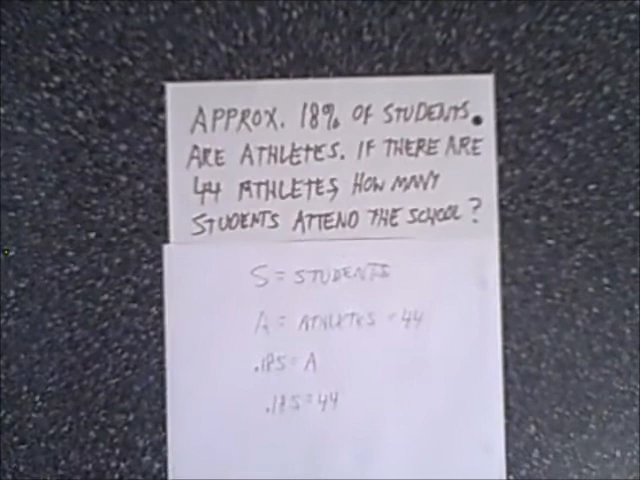 APPROX. 18% OF STUDENTS.
ARE ATHLETES. IF THERE ARE
44 ATHLETES, HOW MANY
STUDENTS ATTEND THE SCHOOL?
S = STUDENTS
A = ATHLETES = 44
.18S = A
.18S = 44